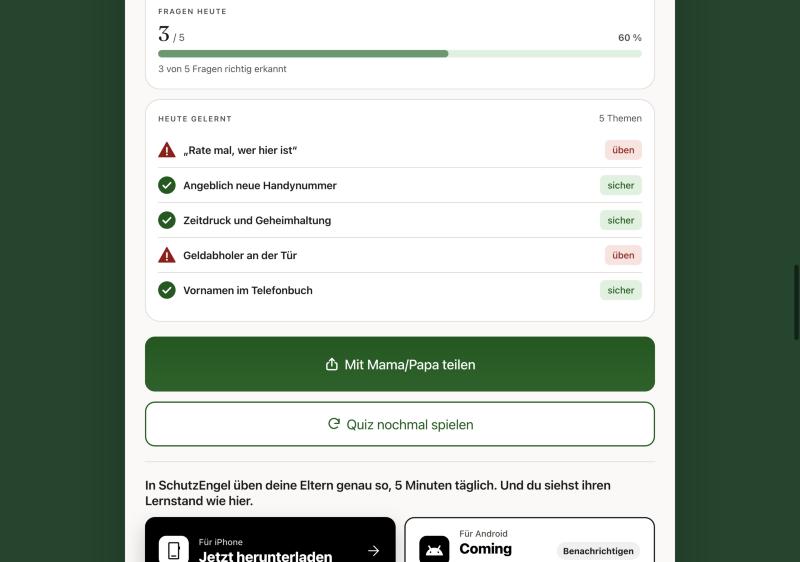 FRAGEN HEUTE
3 / 5
60 %
3 von 5 Fragen richtig erkannt
HEUTE GELERNT
5 Themen
„Rate mal, wer hier ist“
üben
Angeblich neue Handynummer
sicher
Zeitdruck und Geheimhaltung
sicher
Geldabholer an der Tür
üben
Vornamen im Telefonbuch
sicher
Mit Mama/Papa teilen
Quiz nochmal spielen
In SchutzEngel üben deine Eltern genau so, 5 Minuten täglich. Und du siehst ihren
Lernstand wie hier.
Für iPhone
Jetzt herunterladen
Für Android
Coming
Benachrichtigen